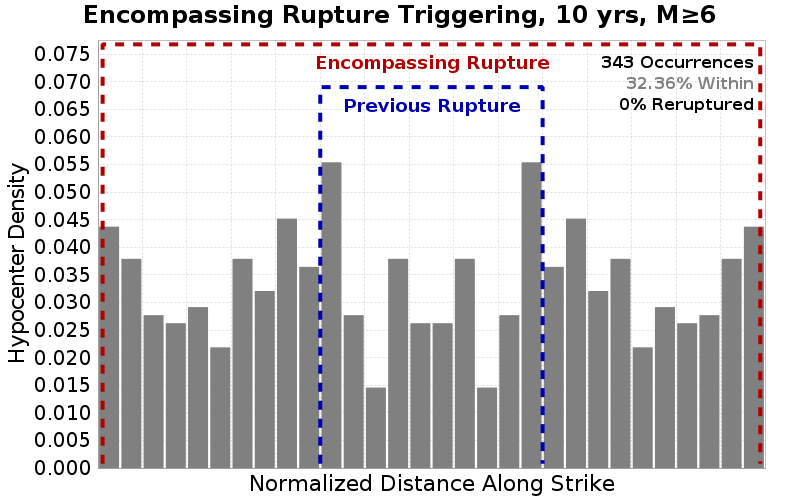 Encompassing Rupture Triggering, 10 yrs, M≥6
Encompassing Rupture
Previous Rupture
343 Occurrences
32.36% Within
0% Reruptured
Hypocenter Density
0.075
0.070
0.065
0.060
0.055
0.050
0.045
0.040
0.035
0.030
0.025
0.020
0.015
0.010
0.005
0.000
Normalized Distance Along Strike